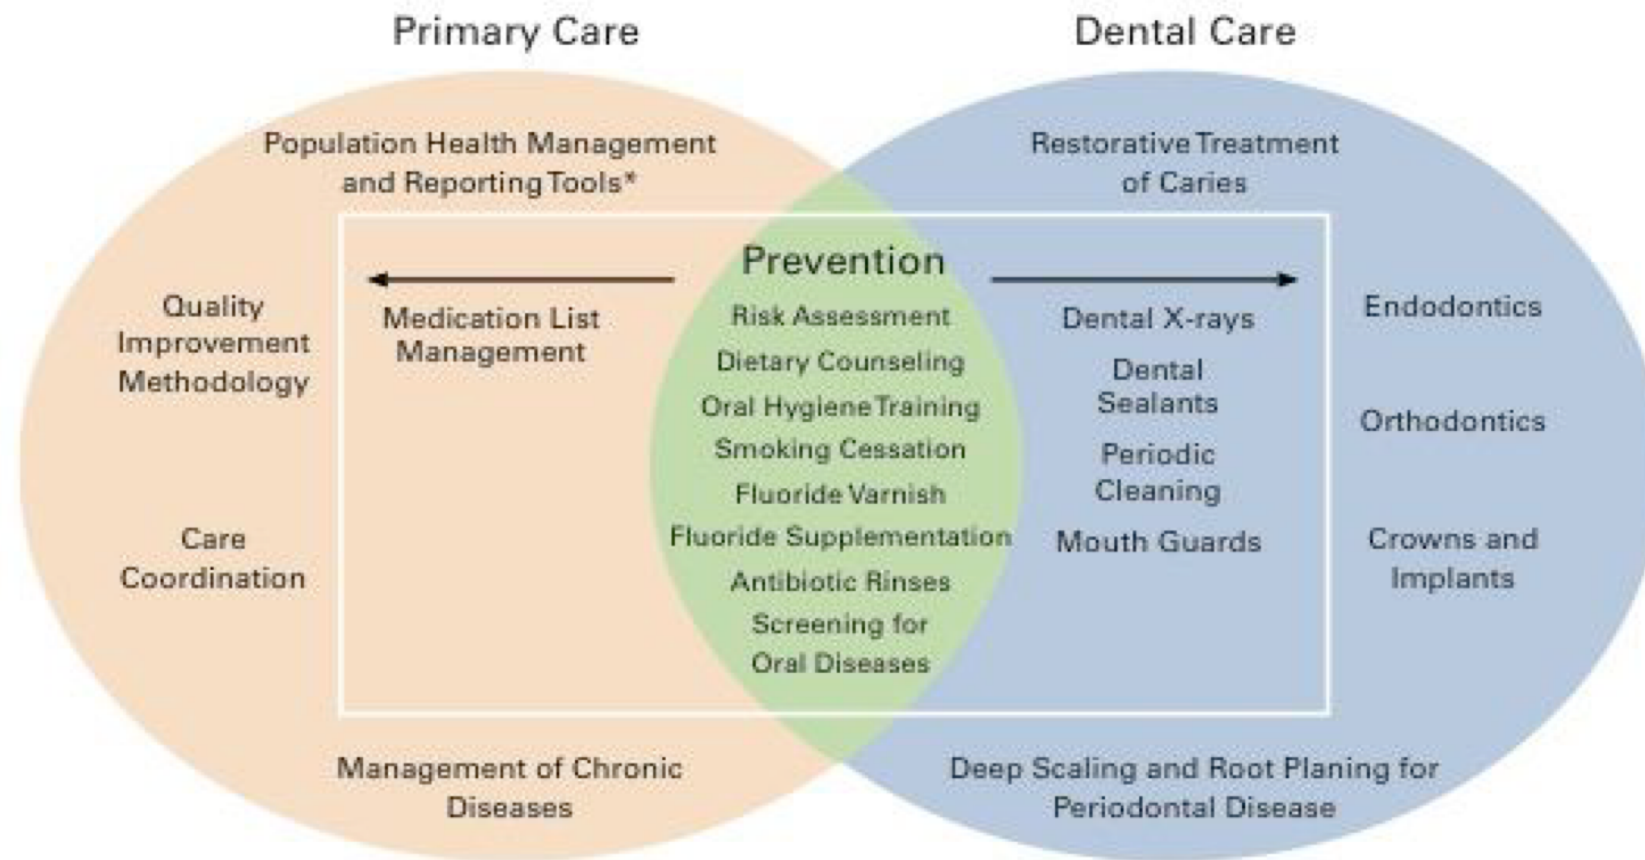 Primary Care
Dental Care
Population Health Management
and Reporting Tools*
Restorative Treatment
of Caries
Prevention
Quality
Improvement
Methodology
Medication List
Management
Risk Assessment
Dietary Counseling
Oral Hygiene Training
Smoking Cessation
Fluoride Varnish
Fluoride Supplementation
Antibiotic Rinses
Screening for
Oral Diseases
Dental X-rays
Dental
Sealants
Periodic
Cleaning
Mouth Guards
Endodontics
Orthodontics
Crowns and
Implants
Care
Coordination
Management of Chronic
Diseases
Deep Scaling and Root Planing for
Periodontal Disease